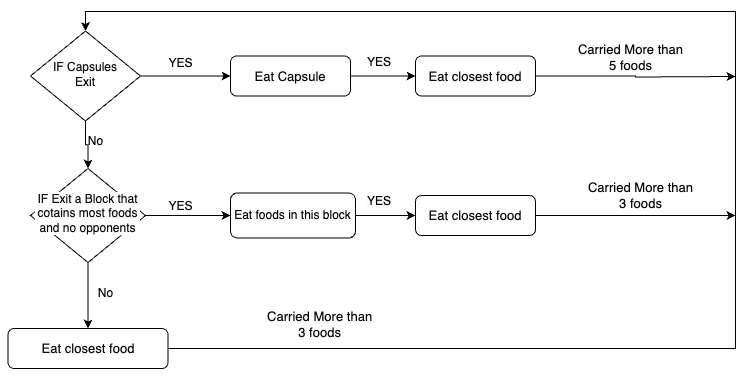 Carried More than
5 foods
IF Capsules
Exit
YES
Eat Capsule
YES
Eat closest food
No
IF Exit a Block that
cotains most foods
and no opponents
YES
Eat foods in this block
YES
Eat closest food
Carried More than
3 foods
No
Carried More than
3 foods
Eat closest food